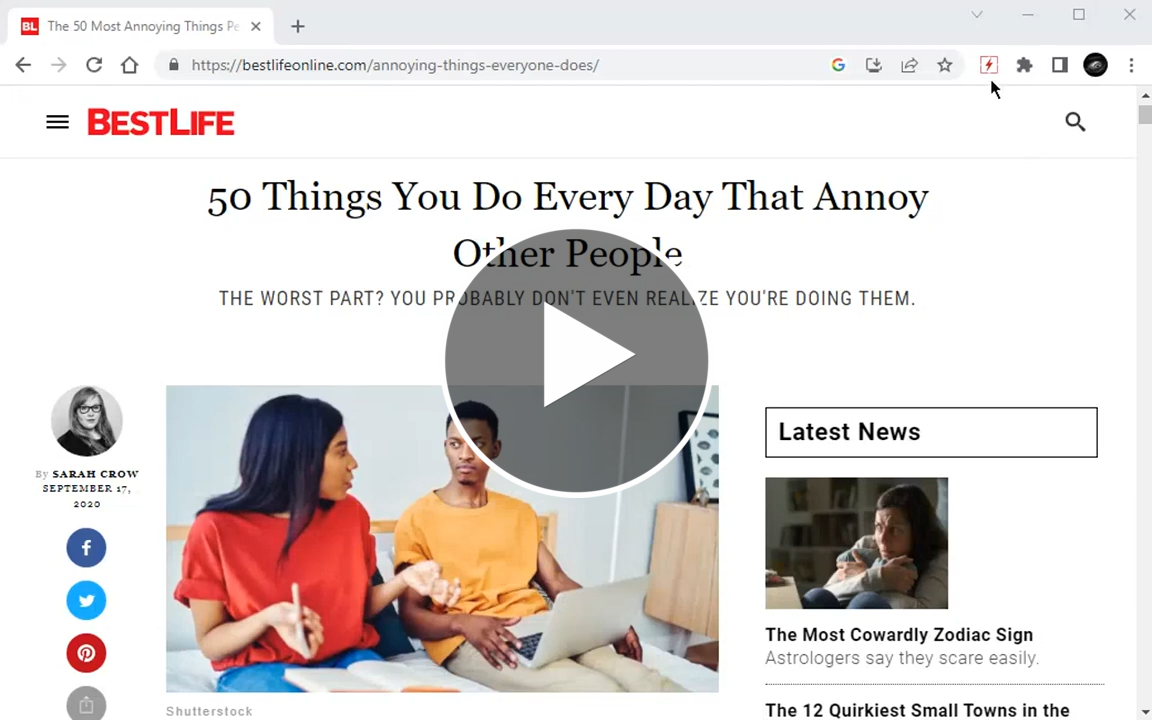 BL The 50 Most Annoying Things Pe
https://bestlifeonline.com/annoying-things-everyone-does/
BESTLIFE
50 Things You Do Every Day That Annoy
Other People
THE WORST PART? YOU PROBABLY DON'T EVEN REALIZE YOU'RE DOING THEM.
By SARAH CROW
SEPTEMBER 17,
2020
Shutterstock
Latest News
The Most Cowardly Zodiac Sign
Astrologers say they scare easily.
The 12 Quirkiest Small Towns in the